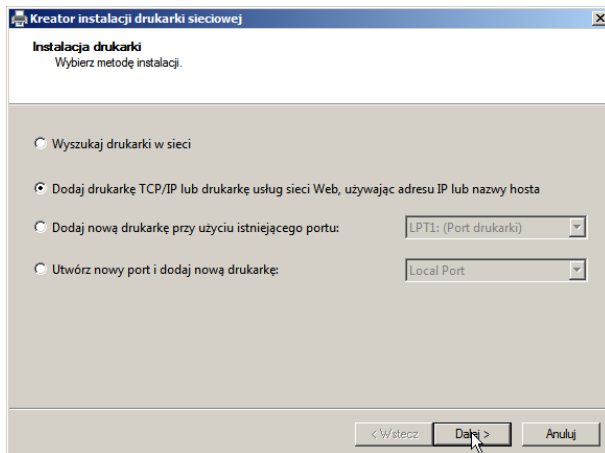 Kreator instalacji drukarki sieciowej
Instalacja drukarki
Wybierz metodę instalacji.
Wyszukaj drukarki w sieci
Dodaj drukarkę TCP/IP lub drukarkę usług sieci Web, używając adresu IP lub nazwy hosta
Dodaj nową drukarkę przy użyciu istniejącego portu: LPT1: (Port drukarki)
Utwórz nowy port i dodaj nową drukarkę: Local Port
< Wstecz Dalej > Anuluj